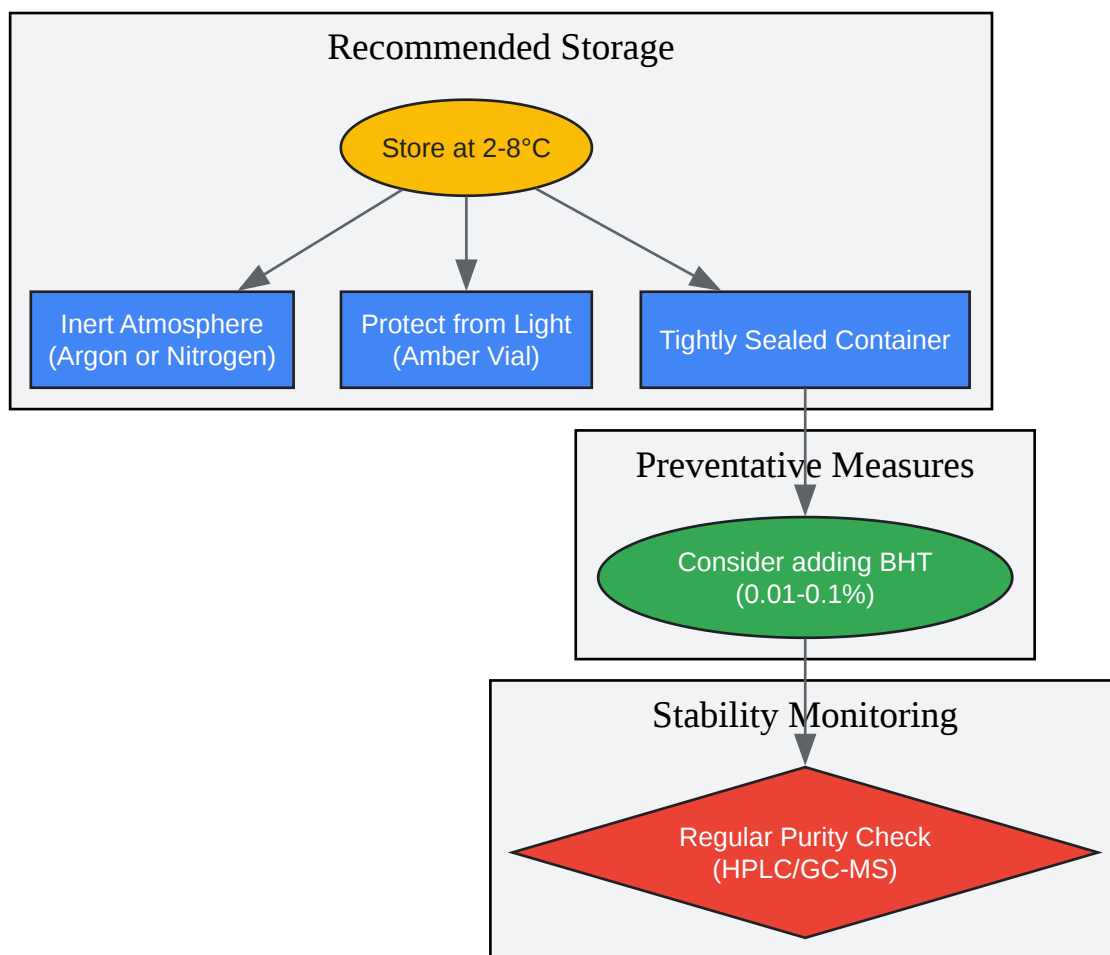 Recommended Storage
Store at 2-8°C
Inert Atmosphere
(Argon or Nitrogen)
Protect from Light
(Amber Vial)
Tightly Sealed Container
Preventative Measures
Consider adding BHT
(0.01-0.1%)
Stability Monitoring
Regular Purity Check
(HPLC/GC-MS)